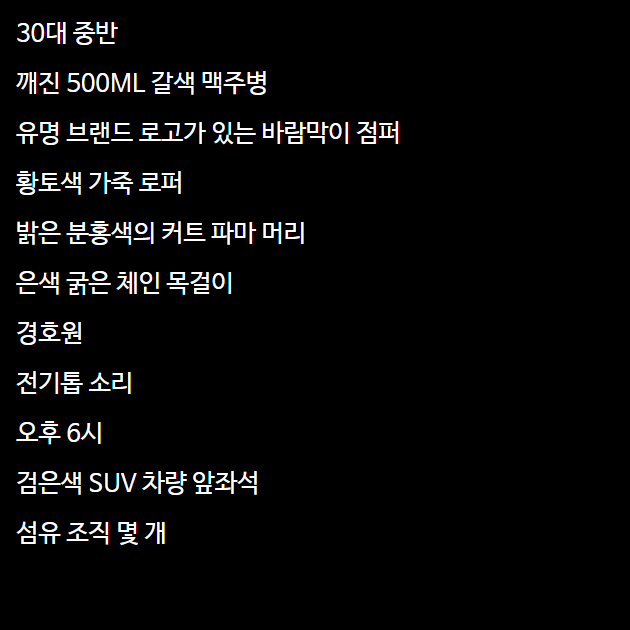 30대 중반
깨진 500ML 갈색 맥주병
유명 브랜드 로고가 있는 바람막이 점퍼
황토색 가죽 로퍼
밝은 분홍색의 커트 파마 머리
은색 굵은 체인 목걸이
경호원
전기톱 소리
오후 6시
검은색 SUV 차량 앞좌석
섬유 조직 몇 개